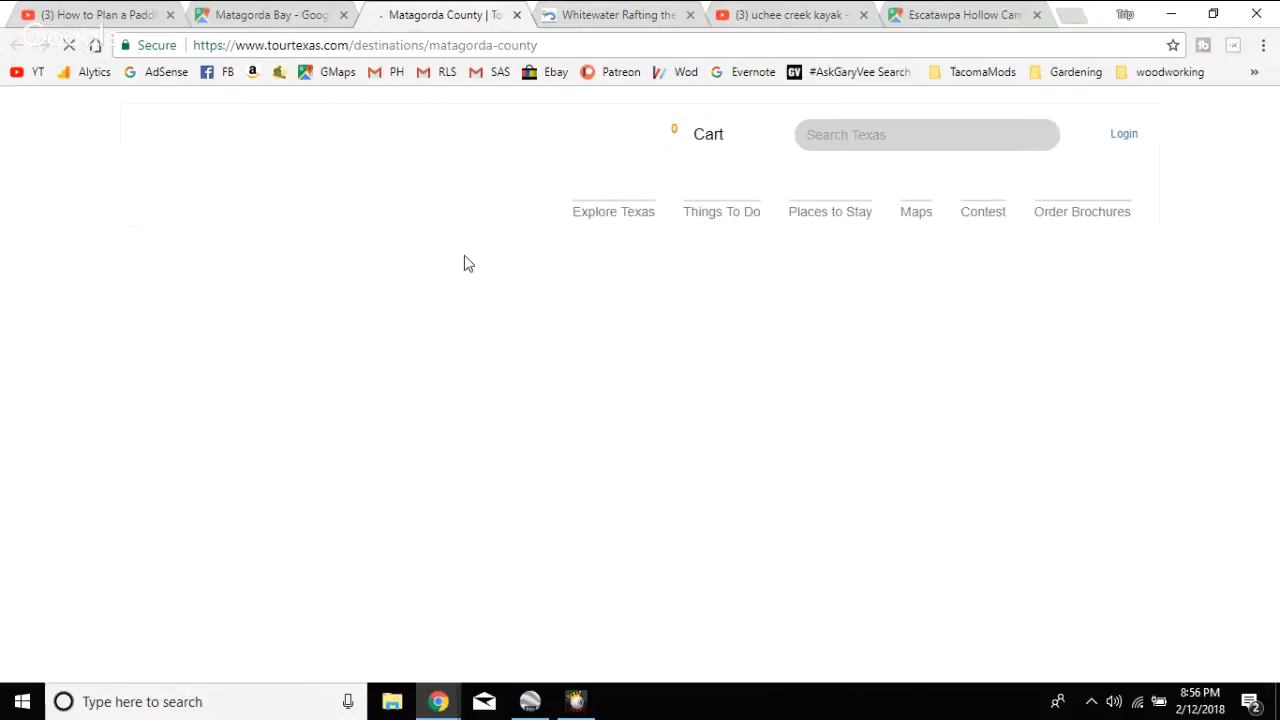 (3) How to Plan a Paddl
Matagorda Bay - Goog
Matagorda County | To
Whitewater Rafting the
(3) uchee creek kayak -
Escatawpa Hollow Cam
Trip
Secure
https://www.tourtexas.com/destinations/matagorda-county
YT
Alytics
AdSense
FB
GMaps
PH
RLS
SAS
Ebay
Patreon
Wod
Evernote
GV
#AskGaryVee Search
TacomaMods
Gardening
woodworking
»
0
Cart
Search Texas
Login
Explore Texas
Things To Do
Places to Stay
Maps
Contest
Order Brochures
Type here to search
8:56 PM
2/12/2018
2